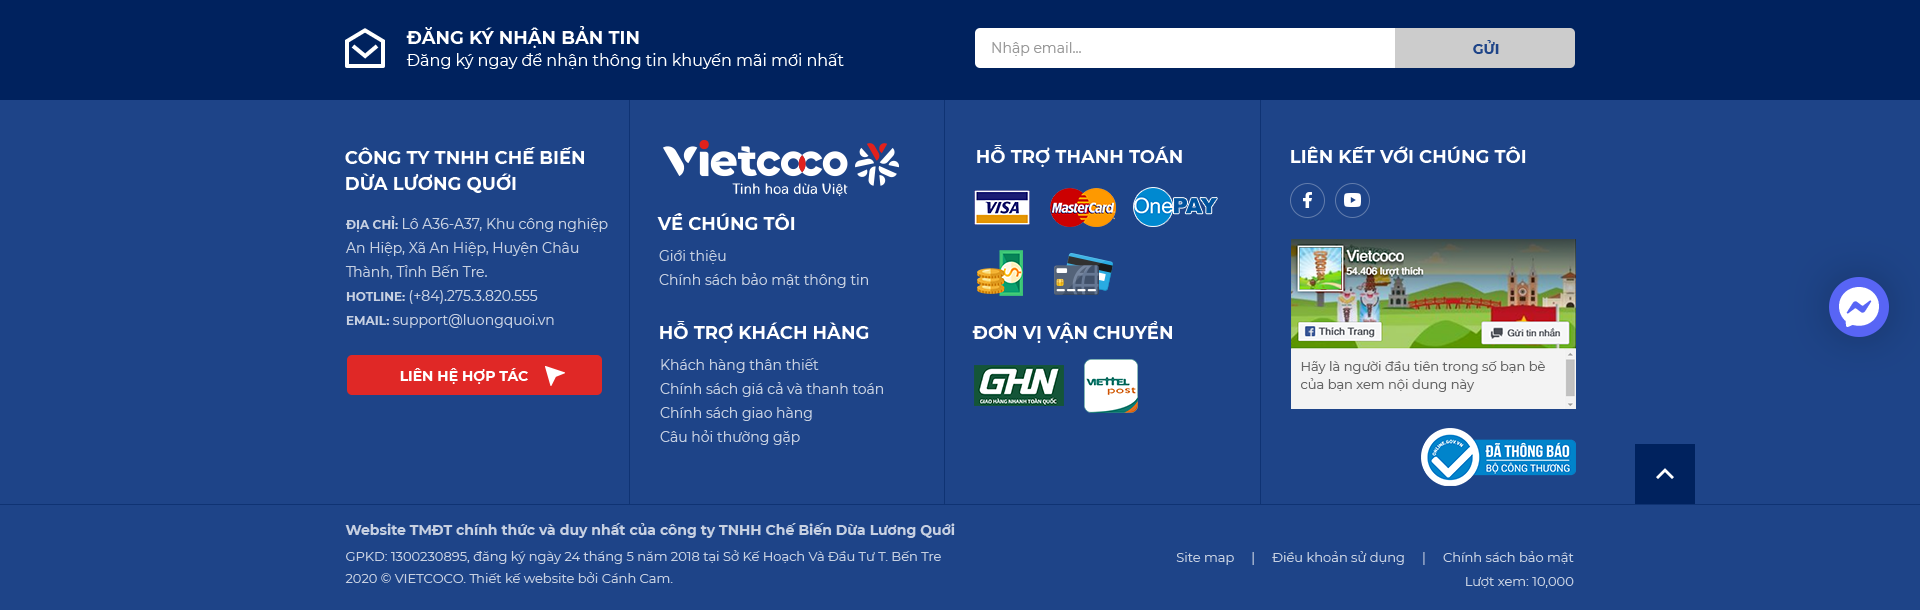 ĐĂNG KÝ NHẬN BẢN TIN
Đăng ký ngay để nhận thông tin khuyến mãi mới nhất
Nhập email...
GỬI
CÔNG TY TNHH CHẾ BIẾN
DỪA LƯƠNG QUỚI
ĐỊA CHỈ: Lô A36-A37, Khu công nghiệp
An Hiệp, Xã An Hiệp, Huyện Châu
Thành, Tỉnh Bến Tre.
HOTLINE: (+84).275.3.820.555
EMAIL: support@luongquoi.vn
LIÊN HỆ HỢP TÁC
Vietcoco
Tinh hoa dừa Việt
VỀ CHÚNG TÔI
Giới thiệu
Chính sách bảo mật thông tin
HỖ TRỢ KHÁCH HÀNG
Khách hàng thân thiết
Chính sách giá cả và thanh toán
Chính sách giao hàng
Câu hỏi thường gặp
HỖ TRỢ THANH TOÁN
VISA
MasterCard
OnePAY
ĐƠN VỊ VẬN CHUYỂN
GHN
GIAO HÀNG NHANH TOÀN QUỐC
VIETTEL
post
LIÊN KẾT VỚI CHÚNG TÔI
Vietcoco
54.406 lượt thích
Thích Trang
Gửi tin nhắn
Hãy là người đầu tiên trong số bạn bè
của bạn xem nội dung này
ONLINE.GOV.VN
ĐÃ THÔNG BÁO
BỘ CÔNG THƯƠNG
Website TMĐT chính thức và duy nhất của công ty TNHH Chế Biến Dừa Lương Quới
GPKD: 1300230895, đăng ký ngày 24 tháng 5 năm 2018 tại Sở Kế Hoạch Và Đầu Tư T. Bến Tre
2020 © VIETCOCO. Thiết kế website bởi Cánh Cam.
Site map | Điều khoản sử dụng | Chính sách bảo mật
Lượt xem: 10,000